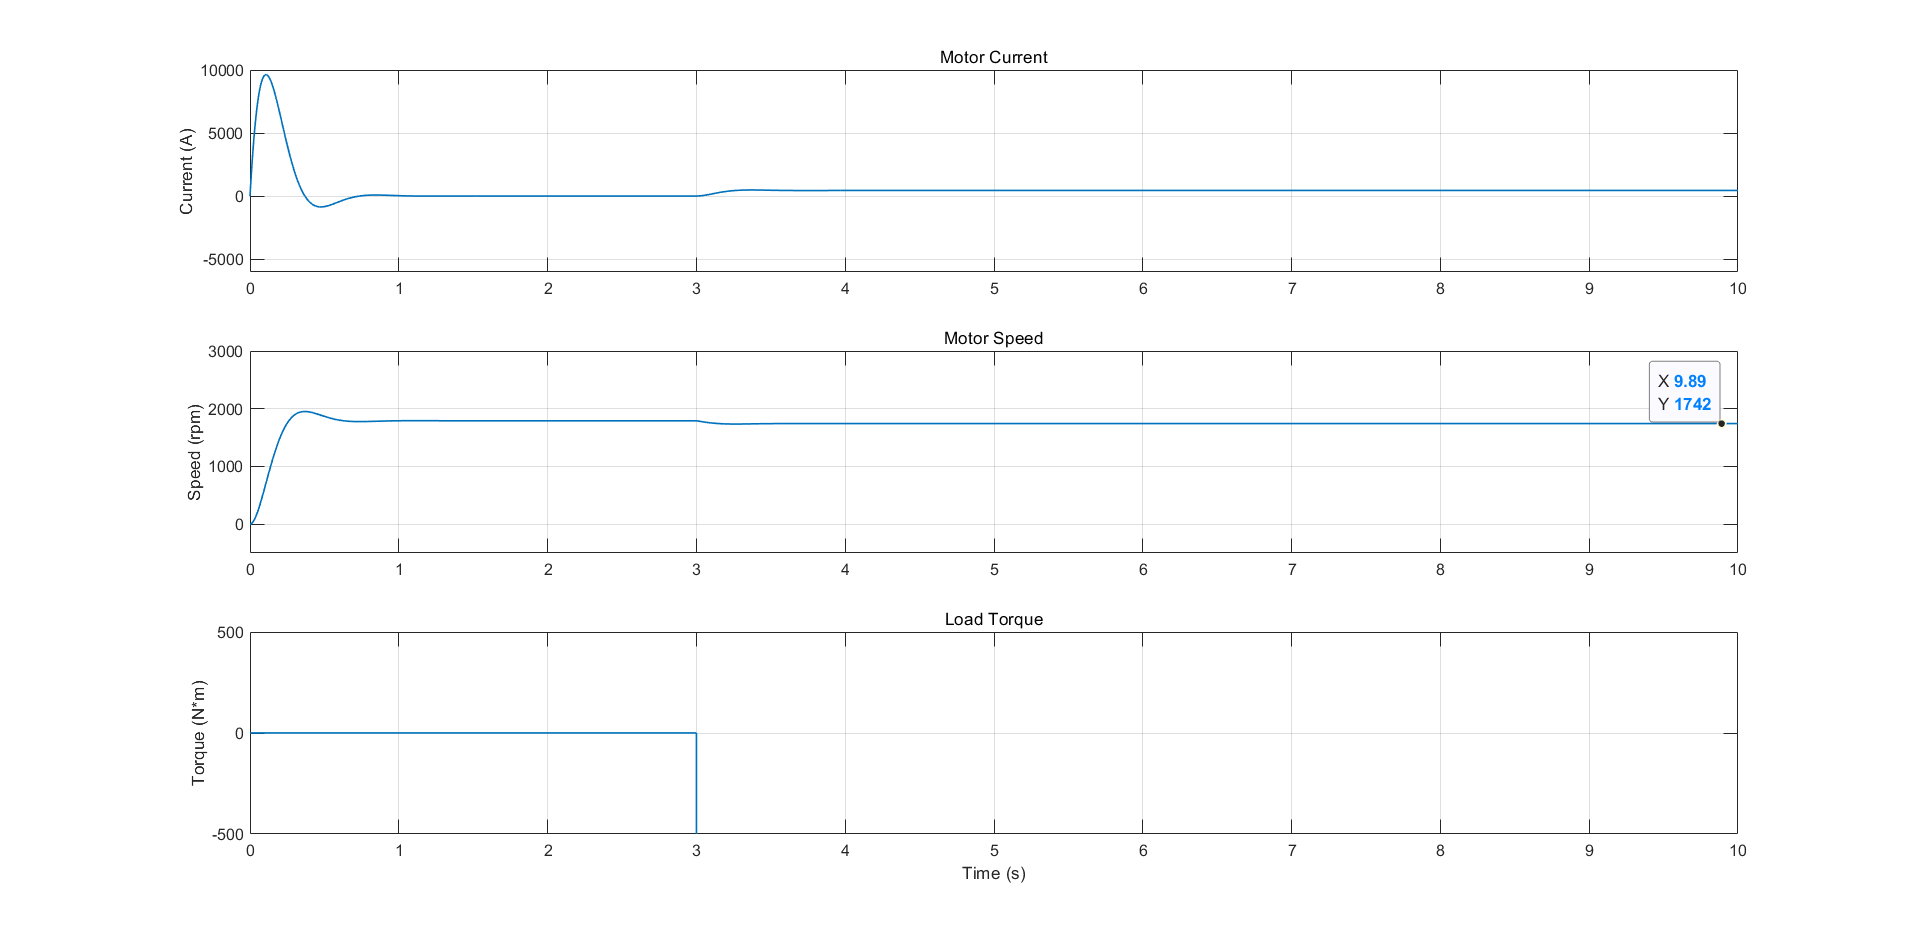 Motor Current
Current (A)
10000
5000
0
-5000
0 1 2 3 4 5 6 7 8 9 10
Motor Speed
Speed (rpm)
3000
2000
1000
0
X 9.89
Y 1742
0 1 2 3 4 5 6 7 8 9 10
Load Torque
Torque (N*m)
500
0
-500
0 1 2 3 4 5 6 7 8 9 10
Time (s)